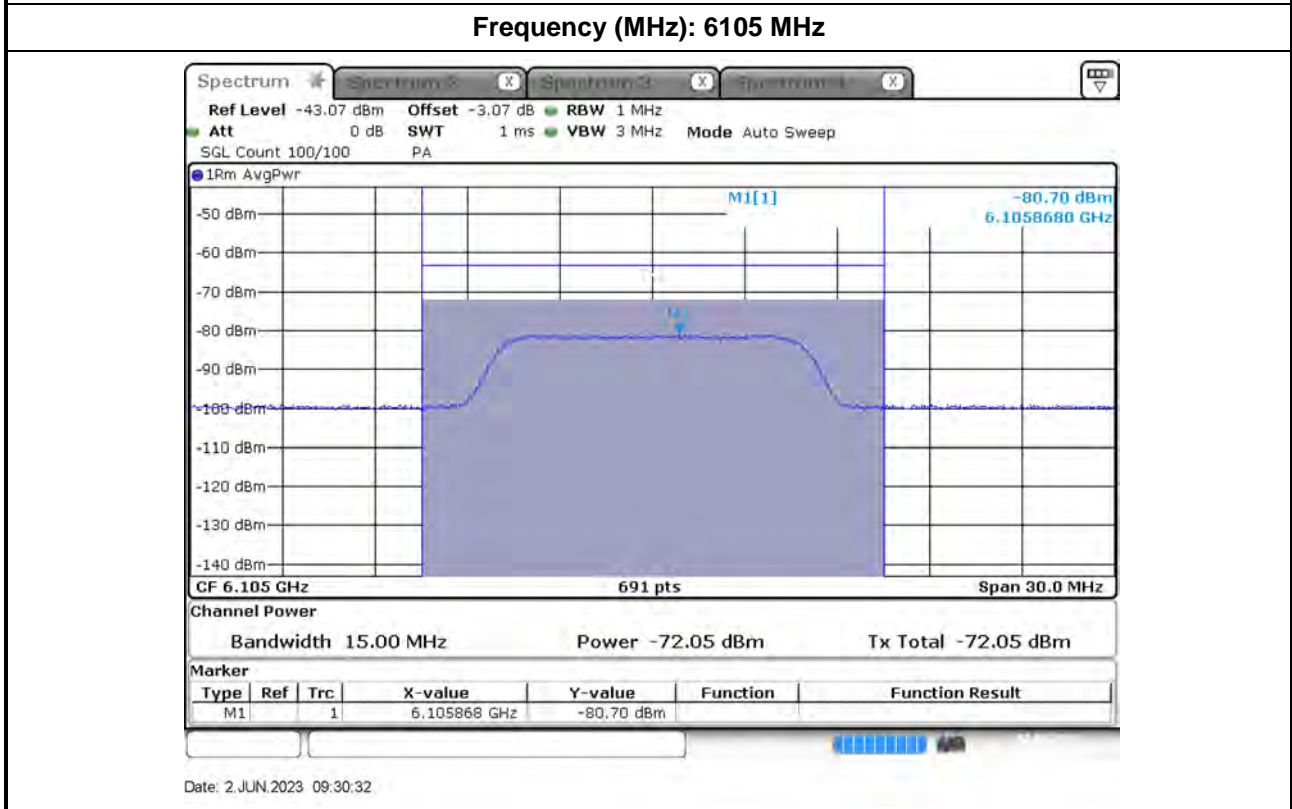 Frequency (MHz): 6105 MHz
Spectrum X X X
Ref Level -43.07 dBm Offset -3.07 dB RBW 1 MHz
Att 0 dB SWT 1 ms VBW 3 MHz Mode Auto Sweep
SGL Count 100/100 PA
1Rm AvgPwr
M1[1] -80.70 dBm
6.1058680 GHz
-50 dBm
-60 dBm
-70 dBm
M1
-80 dBm
-90 dBm
-100 dBm
-110 dBm
-120 dBm
-130 dBm
-140 dBm
CF 6.105 GHz 691 pts Span 30.0 MHz
Channel Power
Bandwidth 15.00 MHz Power -72.05 dBm Tx Total -72.05 dBm
Marker
Type Ref Trc X-value Y-value Function Function Result
M1 1 6.105868 GHz -80.70 dBm
Date: 2.JUN.2023 09:30:32